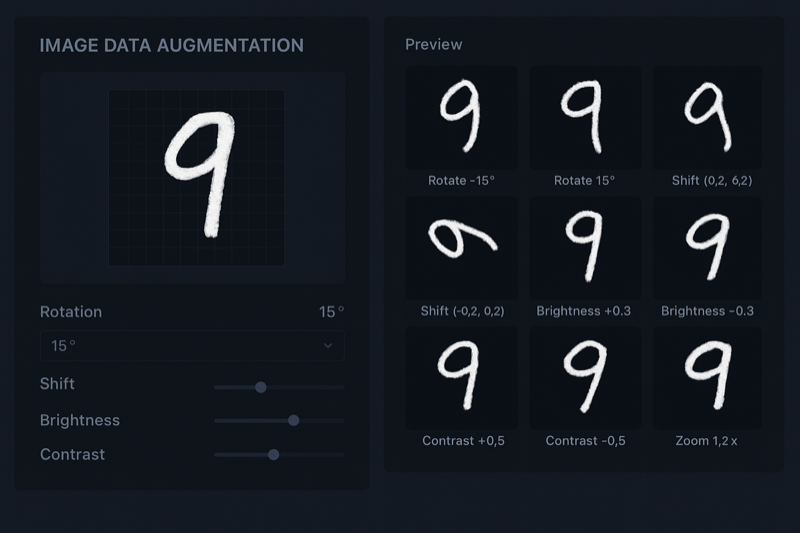 IMAGE DATA AUGMENTATION
9
Rotation 15°
15°
Shift
Brightness
Contrast
Preview
9 9 9
Rotate -15° Rotate 15° Shift (0,2, 6,2)
9 9 9
Shift (-0,2, 0,2) Brightness +0.3 Brightness -0.3
9 9 9
Contrast +0,5 Contrast -0,5 Zoom 1,2 x